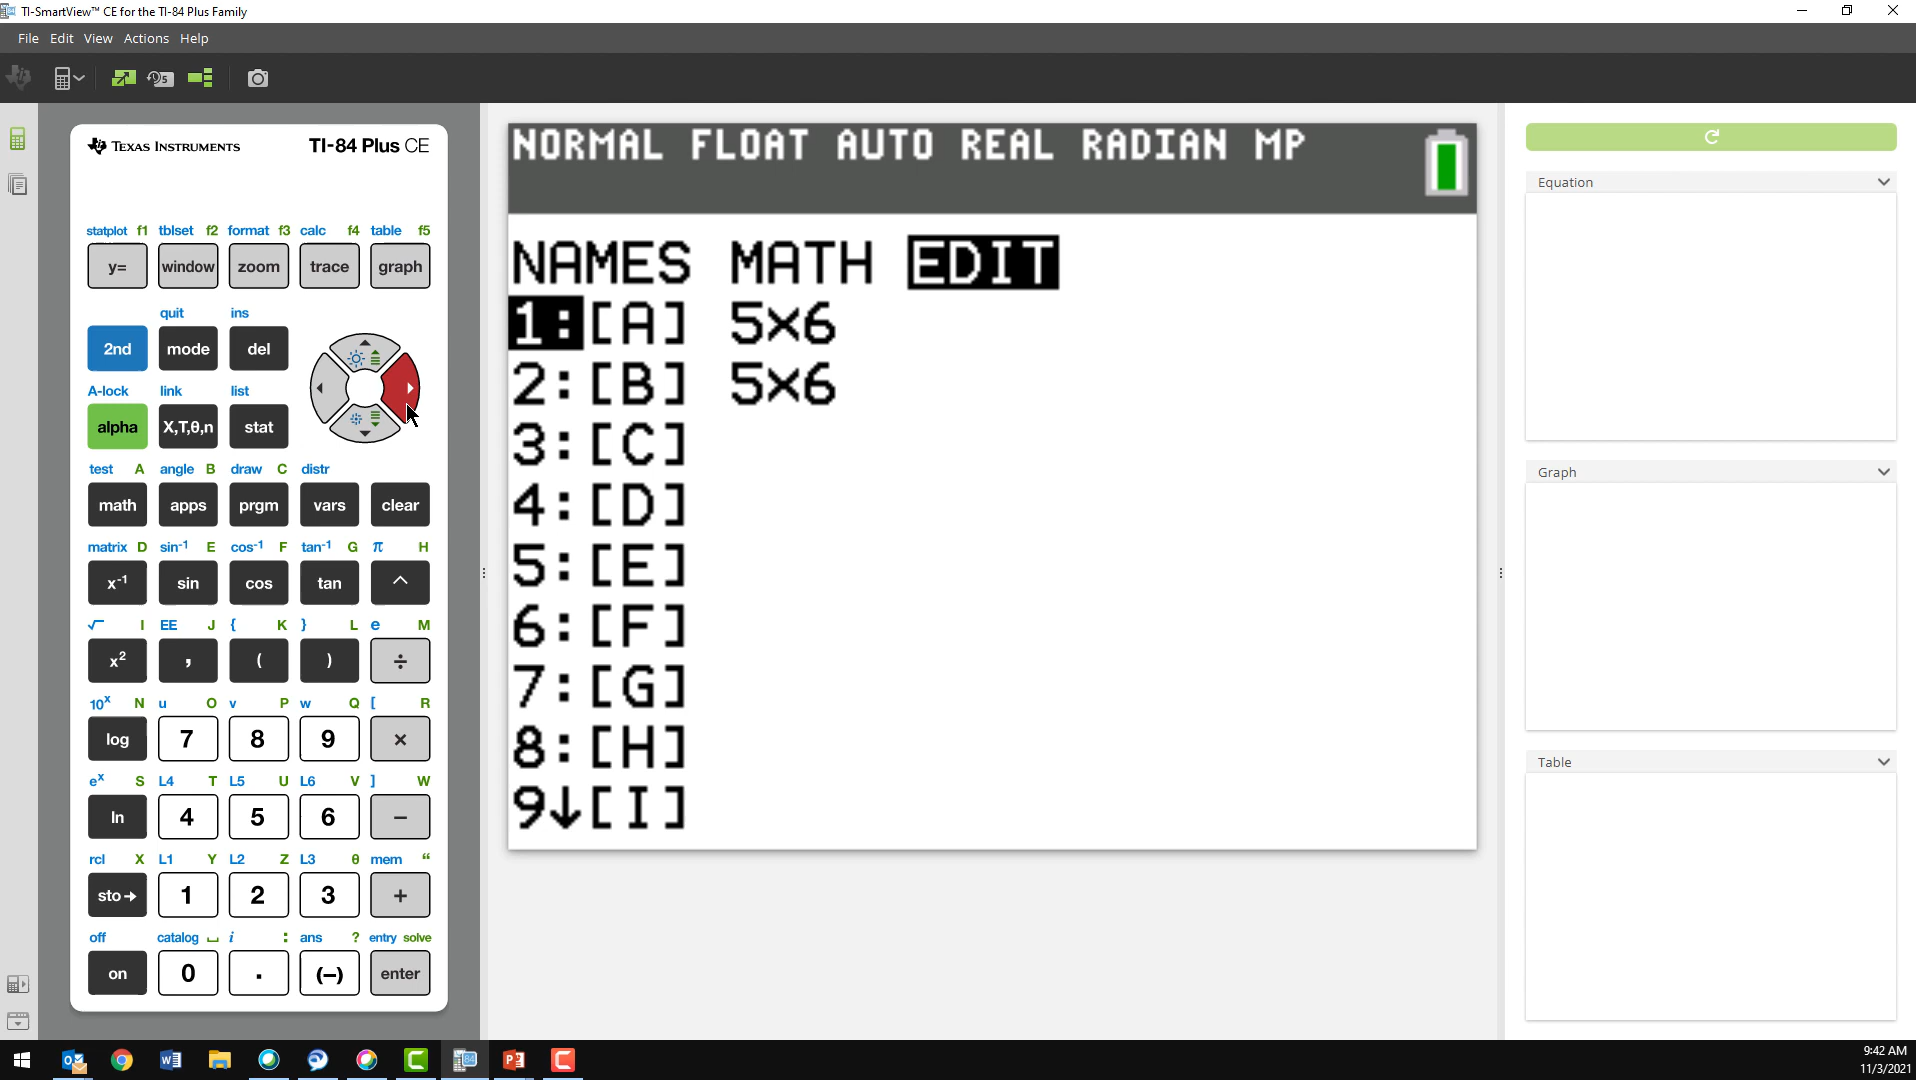 TI-SmartView™ CE for the TI-84 Plus Family
File Edit View Actions Help
TEXAS INSTRUMENTS TI-84 Plus CE
statplot f1 tblset f2 format f3 calc f4 table f5
y= window zoom trace graph
quit ins
2nd mode del
A-lock link list
alpha X,T,θ,n stat
test A angle B draw C distr
math apps prgm vars clear
matrix D sin⁻¹ E cos⁻¹ F tan⁻¹ G π H
x⁻¹ sin cos tan ^
√ I EE J { K } L e M
x² , ( ) ÷
10ˣ N u O v P w Q [ R
log 7 8 9 ×
eˣ S L4 T L5 U L6 V ] W
ln 4 5 6 −
rcl X L1 Y L2 Z L3 θ mem “
sto→ 1 2 3 +
off catalog ⎵ i : ans ? entry solve
on 0 . (−) enter
NORMAL FLOAT AUTO REAL RADIAN MP
NAMES MATH EDIT
1:[A] 5×6
2:[B] 5×6
3:[C]
4:[D]
5:[E]
6:[F]
7:[G]
8:[H]
9↓[I]
Equation
Graph
Table
9:42 AM
11/3/2021